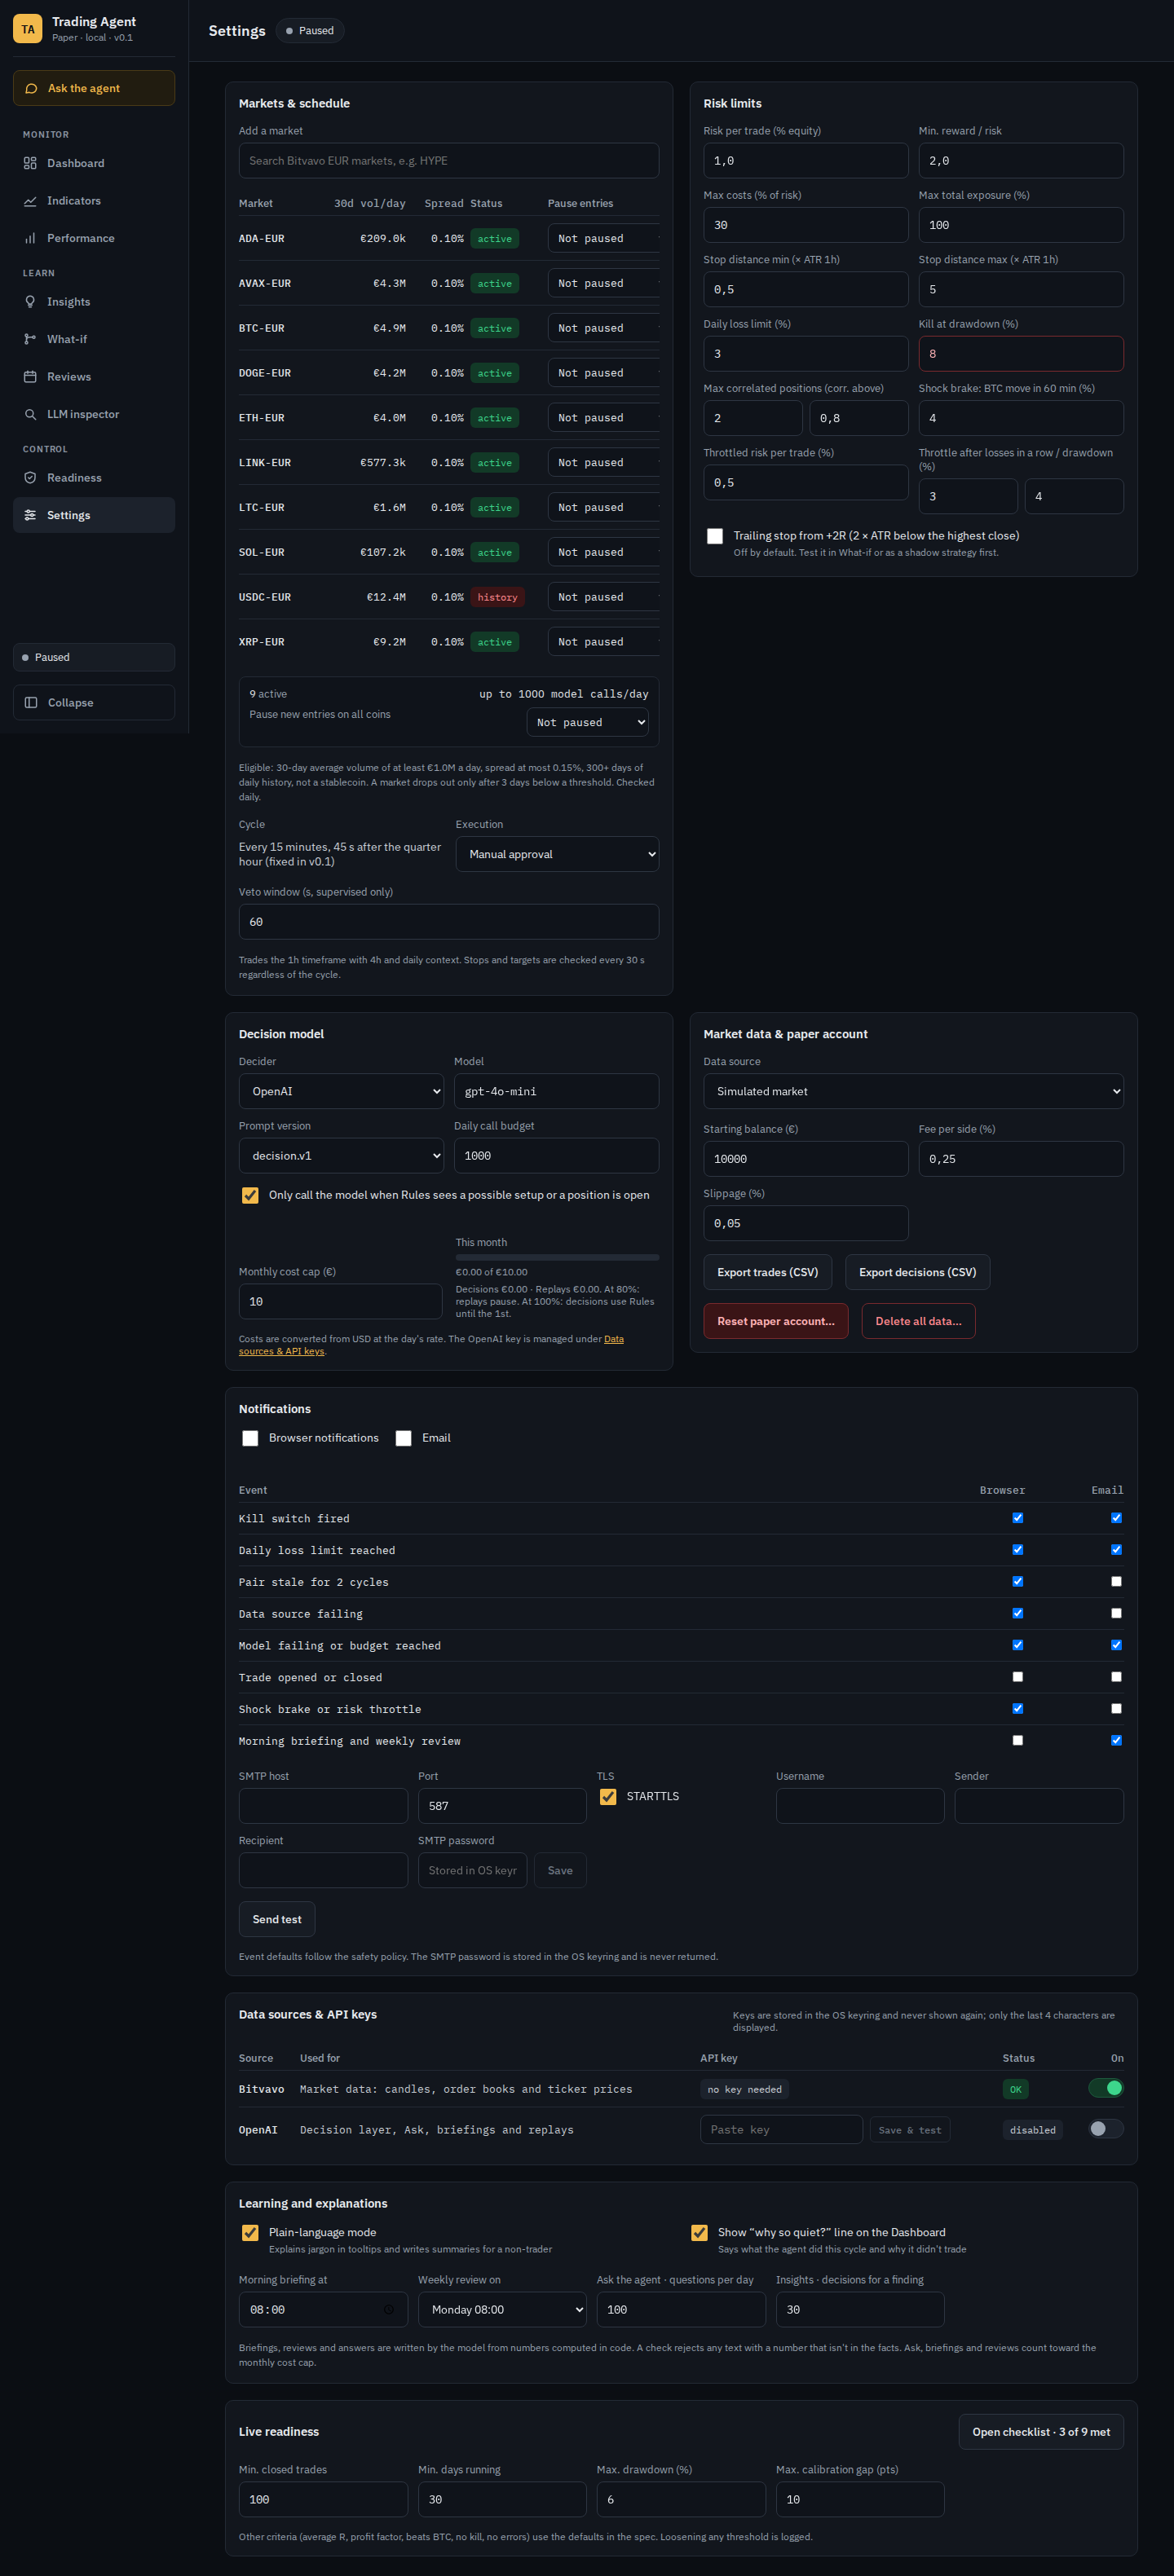 TA
Trading Agent
Paper · local · v0.1
Ask the agent
MONITOR
Dashboard
Indicators
Performance
LEARN
Insights
What-if
Reviews
LLM inspector
CONTROL
Readiness
Settings
Paused
Collapse
Settings
Paused
Markets & schedule
Add a market
Search Bitvavo EUR markets, e.g. HYPE
Market 30d vol/day Spread Status Pause entries
ADA-EUR €209.0k 0.10% active Not paused
AVAX-EUR €4.3M 0.10% active Not paused
BTC-EUR €4.9M 0.10% active Not paused
DOGE-EUR €4.2M 0.10% active Not paused
ETH-EUR €4.0M 0.10% active Not paused
LINK-EUR €577.3k 0.10% active Not paused
LTC-EUR €1.6M 0.10% active Not paused
SOL-EUR €107.2k 0.10% active Not paused
USDC-EUR €12.4M 0.10% history Not paused
XRP-EUR €9.2M 0.10% active Not paused
9 active up to 1000 model calls/day
Pause new entries on all coins Not paused
Eligible: 30-day average volume of at least €1.0M a day, spread at most 0.15%, 300+ days of
daily history, not a stablecoin. A market drops out only after 3 days below a threshold. Checked
daily.
Cycle Execution
Every 15 minutes, 45 s after the quarter
hour (fixed in v0.1)
Manual approval
Veto window (s, supervised only)
60
Trades the 1h timeframe with 4h and daily context. Stops and targets are checked every 30 s
regardless of the cycle.
Risk limits
Risk per trade (% equity) Min. reward / risk
1,0 2,0
Max costs (% of risk) Max total exposure (%)
30 100
Stop distance min (× ATR 1h) Stop distance max (× ATR 1h)
0,5 5
Daily loss limit (%) Kill at drawdown (%)
3 8
Max correlated positions (corr. above) Shock brake: BTC move in 60 min (%)
2 0,8 4
Throttled risk per trade (%) Throttle after losses in a row / drawdown
(%)
0,5 3 4
Trailing stop from +2R (2 × ATR below the highest close)
Off by default. Test it in What-if or as a shadow strategy first.
Decision model
Decider Model
OpenAI gpt-4o-mini
Prompt version Daily call budget
decision.v1 1000
Only call the model when Rules sees a possible setup or a position is open
This month
€0.00 of €10.00
Monthly cost cap (€)
10
Decisions €0.00 · Replays €0.00. At 80%:
replays pause. At 100%: decisions use Rules
until the 1st.
Costs are converted from USD at the day's rate. The OpenAI key is managed under Data
sources & API keys.
Market data & paper account
Data source
Simulated market
Starting balance (€) Fee per side (%)
10000 0,25
Slippage (%)
0,05
Export trades (CSV) Export decisions (CSV)
Reset paper account... Delete all data...
Notifications
Browser notifications Email
Event Browser Email
Kill switch fired
Daily loss limit reached
Pair stale for 2 cycles
Data source failing
Model failing or budget reached
Trade opened or closed
Shock brake or risk throttle
Morning briefing and weekly review
SMTP host Port TLS Username Sender
587 STARTTLS
Recipient SMTP password
Stored in OS keyr Save
Send test
Event defaults follow the safety policy. The SMTP password is stored in the OS keyring and is never returned.
Data sources & API keys
Keys are stored in the OS keyring and never shown again; only the last 4 characters are
displayed.
Source Used for API key Status On
Bitvavo Market data: candles, order books and ticker prices no key needed OK
OpenAI Decision layer, Ask, briefings and replays Paste key Save & test disabled
Learning and explanations
Plain-language mode Show “why so quiet?” line on the Dashboard
Explains jargon in tooltips and writes summaries for a non-trader Says what the agent did this cycle and why it didn't trade
Morning briefing at Weekly review on Ask the agent · questions per day Insights · decisions for a finding
08:00 Monday 08:00 100 30
Briefings, reviews and answers are written by the model from numbers computed in code. A check rejects any text with a number that isn't in the facts. Ask, briefings and reviews count toward the
monthly cost cap.
Live readiness
Open checklist · 3 of 9 met
Min. closed trades Min. days running Max. drawdown (%) Max. calibration gap (pts)
100 30 6 10
Other criteria (average R, profit factor, beats BTC, no kill, no errors) use the defaults in the spec. Loosening any threshold is logged.